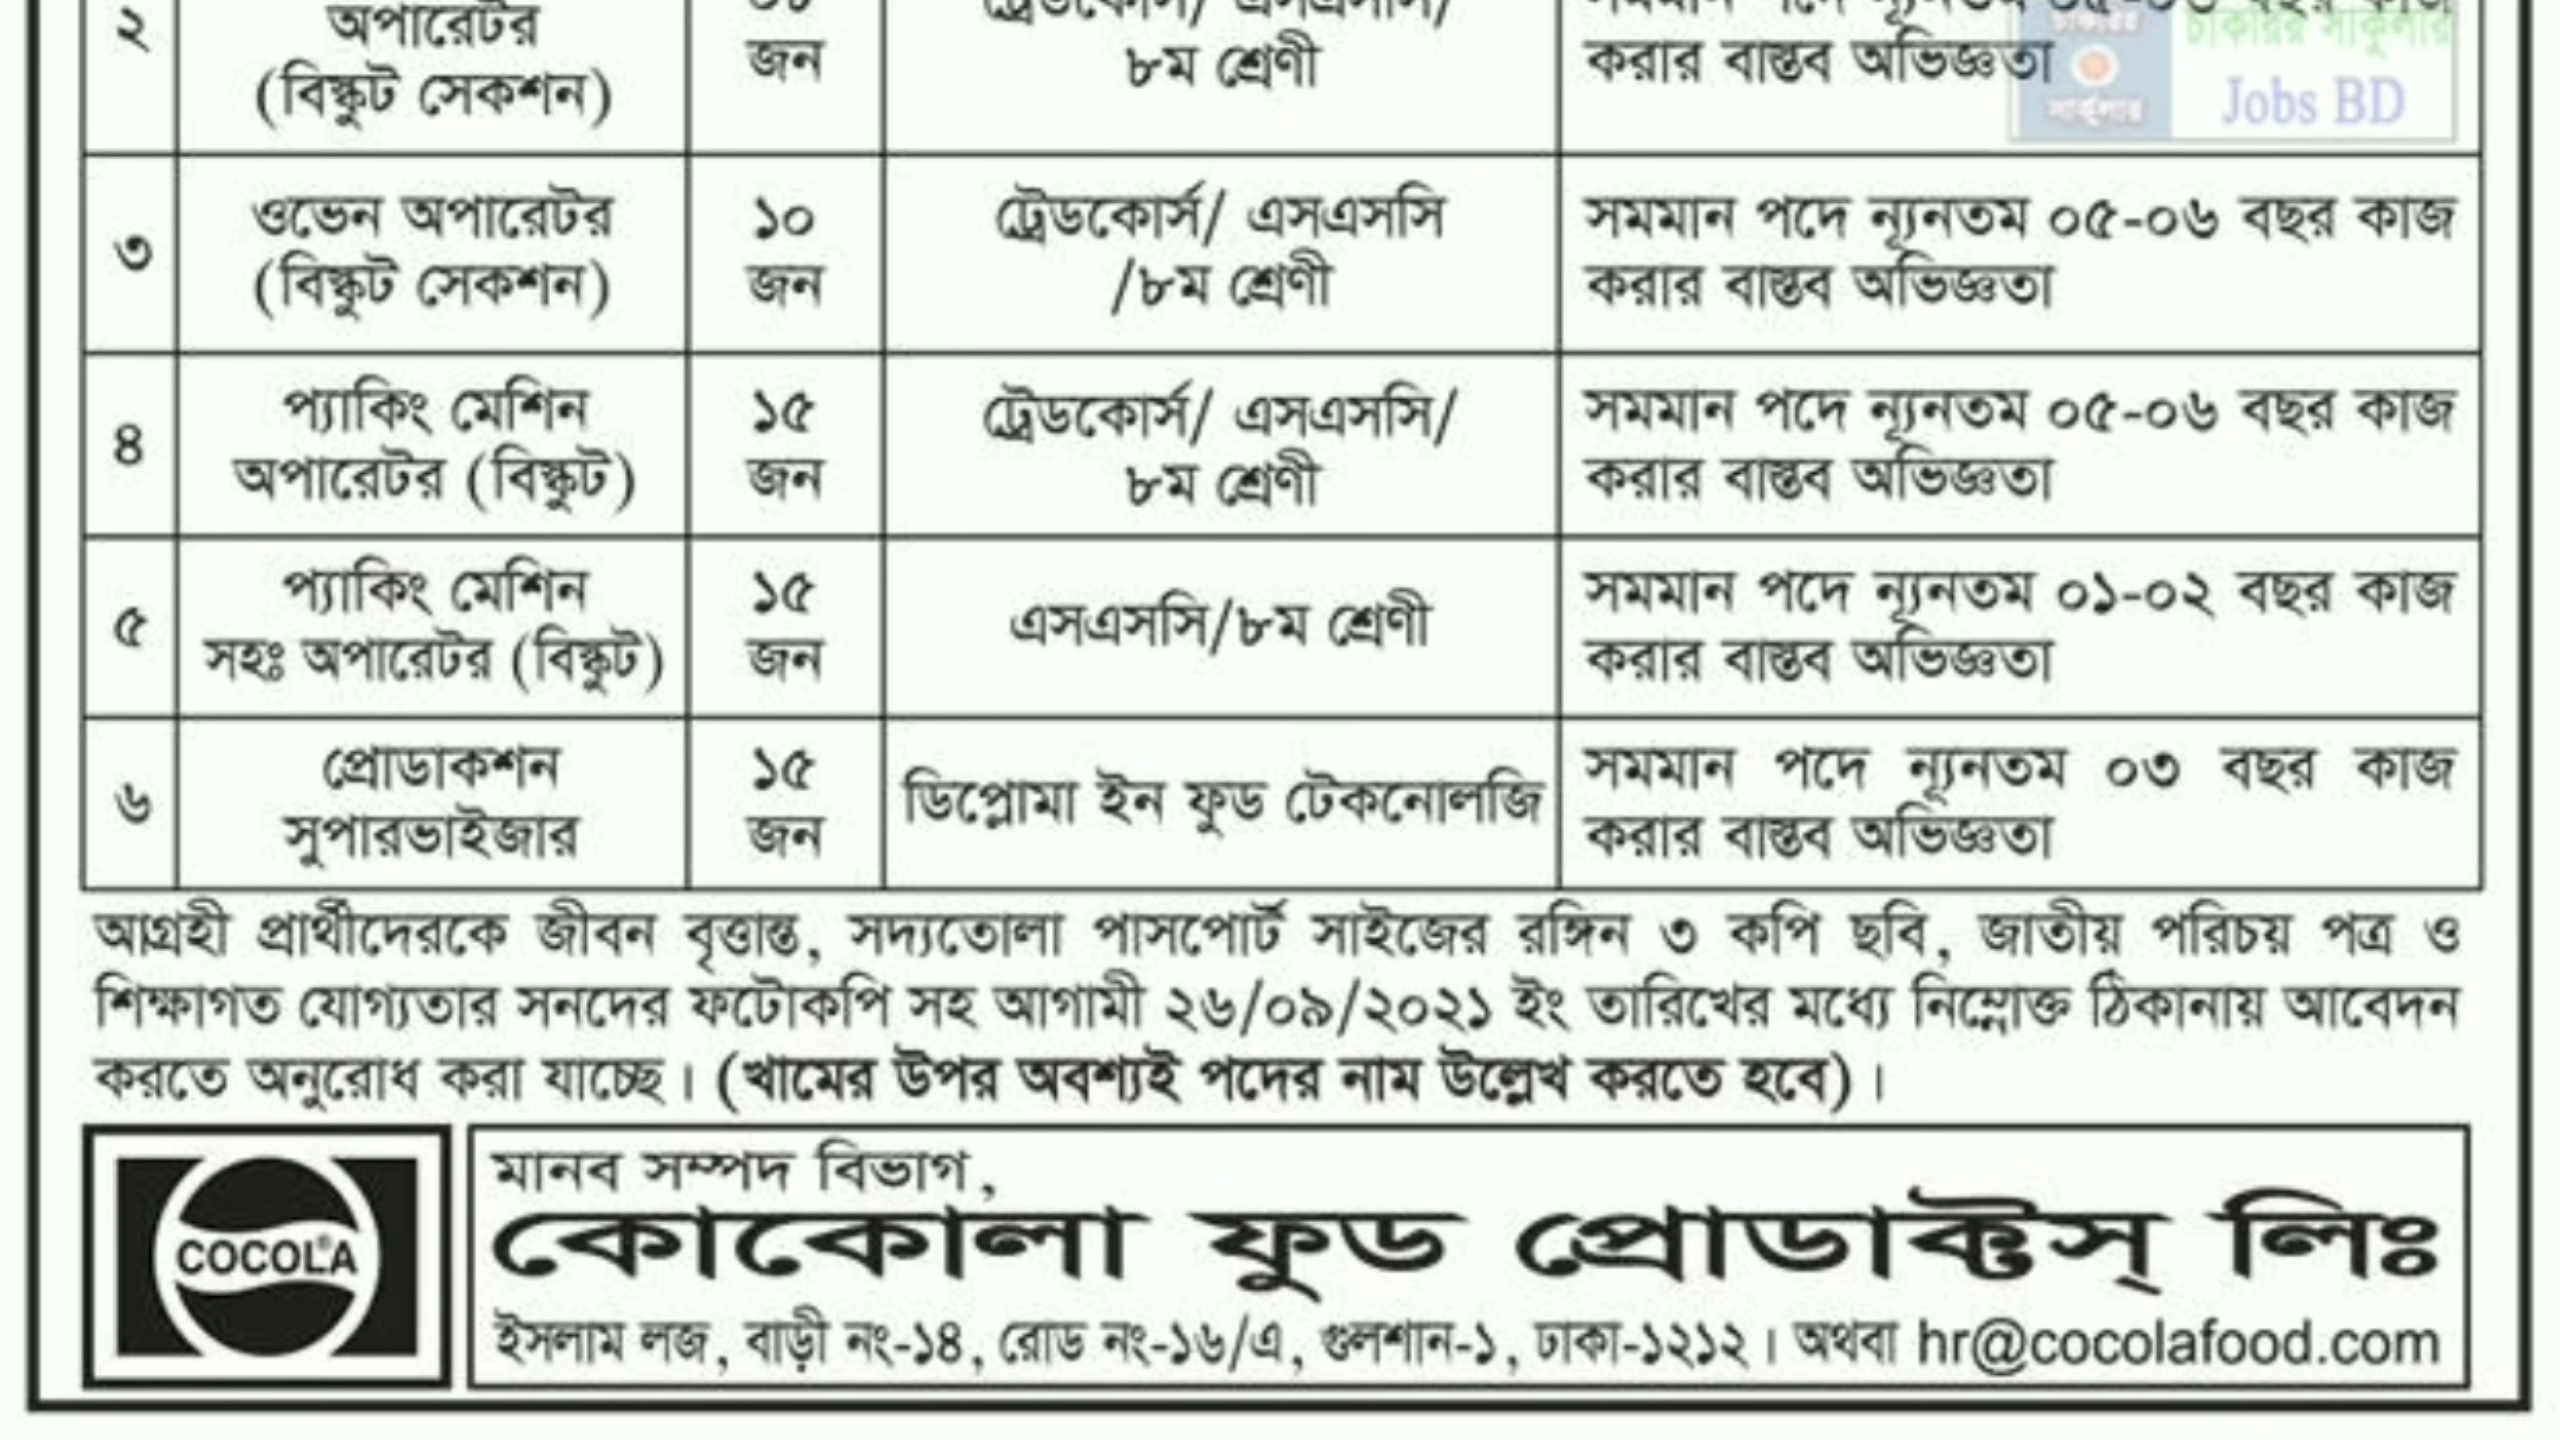 ২
অপারেটর
(বিস্কুট সেকশন)
জন
ট্রেডকোর্স/ এসএসসি/
৮ম শ্রেণী
করার বাস্তব অভিজ্ঞতা
চাকরির সার্কুলার
Jobs BD
সার্কুলার
৩
ওভেন অপারেটর
(বিস্কুট সেকশন)
১০
জন
ট্রেডকোর্স/ এসএসসি
/৮ম শ্রেণী
সমমান পদে ন্যূনতম ০৫-০৬ বছর কাজ
করার বাস্তব অভিজ্ঞতা
৪
প্যাকিং মেশিন
অপারেটর (বিস্কুট)
১৫
জন
ট্রেডকোর্স/ এসএসসি/
৮ম শ্রেণী
সমমান পদে ন্যূনতম ০৫-০৬ বছর কাজ
করার বাস্তব অভিজ্ঞতা
৫
প্যাকিং মেশিন
সহঃ অপারেটর (বিস্কুট)
১৫
জন
এসএসসি/৮ম শ্রেণী
সমমান পদে ন্যূনতম ০১-০২ বছর কাজ
করার বাস্তব অভিজ্ঞতা
৬
প্রোডাকশন
সুপারভাইজার
১৫
জন
ডিপ্লোমা ইন ফুড টেকনোলজি
সমমান পদে ন্যূনতম ০৩ বছর কাজ
করার বাস্তব অভিজ্ঞতা
আগ্রহী প্রার্থীদেরকে জীবন বৃত্তান্ত, সদ্যতোলা পাসপোর্ট সাইজের রঙ্গিন ৩ কপি ছবি, জাতীয় পরিচয় পত্র ও
শিক্ষাগত যোগ্যতার সনদের ফটোকপি সহ আগামী ২৬/০৯/২০২১ ইং তারিখের মধ্যে নিম্নোক্ত ঠিকানায় আবেদন
করতে অনুরোধ করা যাচ্ছে। (খামের উপর অবশ্যই পদের নাম উল্লেখ করতে হবে)।
COCOLA®
মানব সম্পদ বিভাগ,
কোকোলা ফুড প্রোডাক্টস্ লিঃ
ইসলাম লজ, বাড়ী নং-১৪, রোড নং-১৬/এ, গুলশান-১, ঢাকা-১২১২। অথবা hr@cocolafood.com